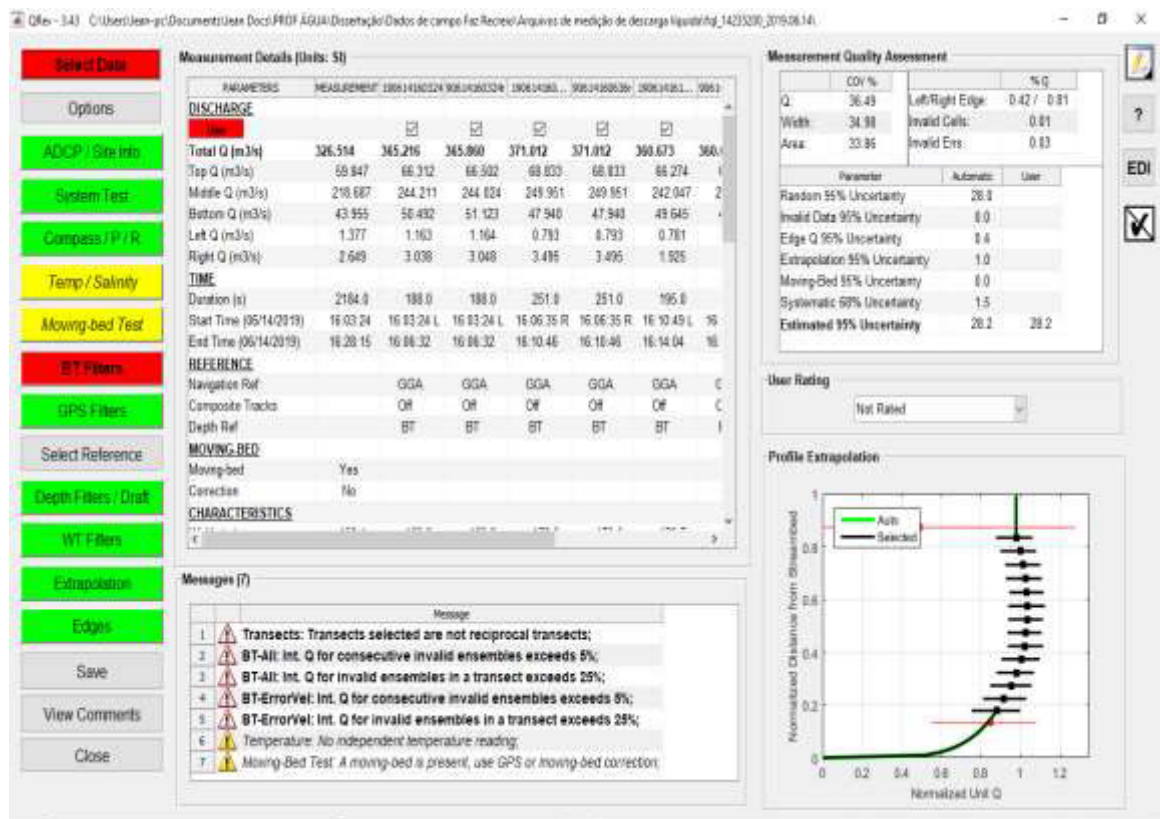 QRev - 3.43 C:\Users\Jean-pc\Documents\Jean Docs\PROF ÁGUA\Dissertação\Dados de campo Faz Recreio\Arquivos de medição de descarga líquida\ 14233200_2019.06.14\
Select Data
Options
ADCP / Site Info
System Test
Compass / P / R
Temp / Salinity
Moving-bed Test
BT Filters
GPS Filters
Select Reference
Depth Filters / Draft
WT Filters
Extrapolation
Edges
Save
View Comments
Close
Measurement Details (Units: SI)
PARAMETERS MEASUREMENT
DISCHARGE
Total Q (m3/s) 326.514 365.216 365.860 371.012 371.012 360.673 360.
Top Q (m3/s) 59.847 66.312 66.502 68.833 68.833 66.274
Middle Q (m3/s) 218.687 244.211 244.024 249.951 249.951 242.047 2
Bottom Q (m3/s) 43.955 50.492 51.123 47.940 47.940 49.645
Left Q (m3/s) 1.377 1.163 1.164 0.793 0.793 0.781
Right Q (m3/s) 2.649 3.038 3.048 3.495 3.495 1.925
TIME
Duration (s) 2184.0 188.0 188.0 251.0 251.0 195.0
Start Time (06/14/2019) 16:03:24 16:03:24 L 16:03:24 L 16:06:35 R 16:06:35 R 16:10:49 L 16
End Time (06/14/2019) 16:28:15 16:06:32 16:06:32 16:10:46 16:10:46 16:14:04 16
REFERENCE
Navigation Ref GGA GGA GGA GGA GGA
Composite Tracks Off Off Off Off Off
Depth Ref BT BT BT BT BT
MOVING-BED
Moving-bed Yes
Correction No
CHARACTERISTICS
Messages (7)
Message
1 Transects: Transects selected are not reciprocal transects;
2 BT-All: Int. Q for consecutive invalid ensembles exceeds 5%;
3 BT-All: Int. Q for invalid ensembles in a transect exceeds 25%;
4 BT-ErrorVel: Int. Q for consecutive invalid ensembles exceeds 5%;
5 BT-ErrorVel: Int. Q for invalid ensembles in a transect exceeds 25%;
6 Temperature: No independent temperature reading;
7 Moving-Bed Test: A moving-bed is present, use GPS or moving-bed correction;
Measurement Quality Assessment
COV % % Q
Q: 36.49 Left/Right Edge: 0.42 / 0.81
Width: 34.98 Invalid Cells: 0.01
Area: 33.86 Invalid Ens: 0.03
Parameter Automatic User
Random 95% Uncertainty 28.0
Invalid Data 95% Uncertainty 0.0
Edge Q 95% Uncertainty 0.4
Extrapolation 95% Uncertainty 1.0
Moving-Bed 95% Uncertainty 0.0
Systematic 68% Uncertainty 1.5
Estimated 95% Uncertainty 28.2 28.2
User Rating
Not Rated
Profile Extrapolation
Auto
Selected
Normalized Distance from Streambed
1
0.8
0.6
0.4
0.2
0
0 0.2 0.4 0.6 0.8 1 1.2
Normalized Unit Q
?
EDI